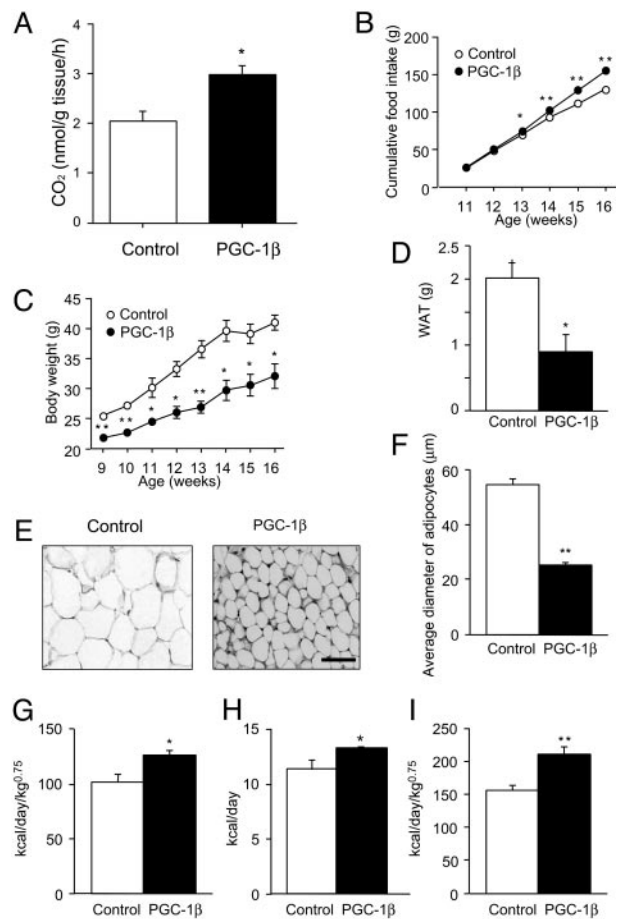 A
CO₂ (nmol/g tissue/h)
4
3
2
1
0
*
Control
PGC-1β
B
Cumulative food intake (g)
200
150
100
50
0
Control
PGC-1β
*
**
**
**
11 12 13 14 15 16
Age (weeks)
C
Body weight (g)
45
40
35
30
25
20
Control
PGC-1β
** ** * * ** * * *
9 10 11 12 13 14 15 16
Age (weeks)
D
WAT (g)
2.5
2
1.5
1
0.5
0
*
Control PGC-1β
E
Control
PGC-1β
F
Average diameter of adipocytes (μm)
60
40
20
0
**
Control PGC-1β
G
kcal/day/kg⁰·⁷⁵
150
100
50
0
*
Control PGC-1β
H
kcal/day
15
10
5
0
*
Control PGC-1β
I
kcal/day/kg⁰·⁷⁵
250
200
150
100
50
0
**
Control PGC-1β